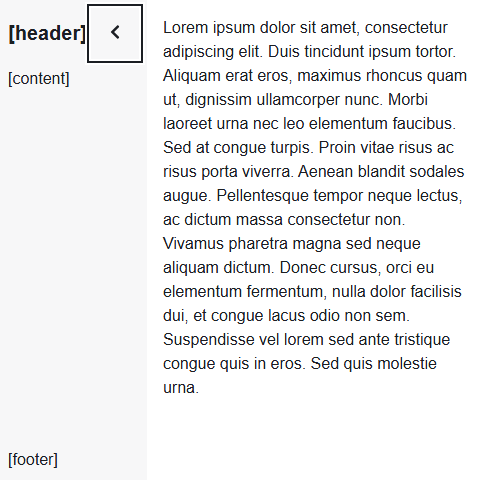 [header]
[content]
[footer]
Lorem ipsum dolor sit amet, consectetur
adipiscing elit. Duis tincidunt ipsum tortor.
Aliquam erat eros, maximus rhoncus quam
ut, dignissim ullamcorper nunc. Morbi
laoreet urna nec leo elementum faucibus.
Sed at congue turpis. Proin vitae risus ac
risus porta viverra. Aenean blandit sodales
augue. Pellentesque tempor neque lectus,
ac dictum massa consectetur non.
Vivamus pharetra magna sed neque
aliquam dictum. Donec cursus, orci eu
elementum fermentum, nulla dolor facilisis
dui, et congue lacus odio non sem.
Suspendisse vel lorem sed ante tristique
congue quis in eros. Sed quis molestie
urna.